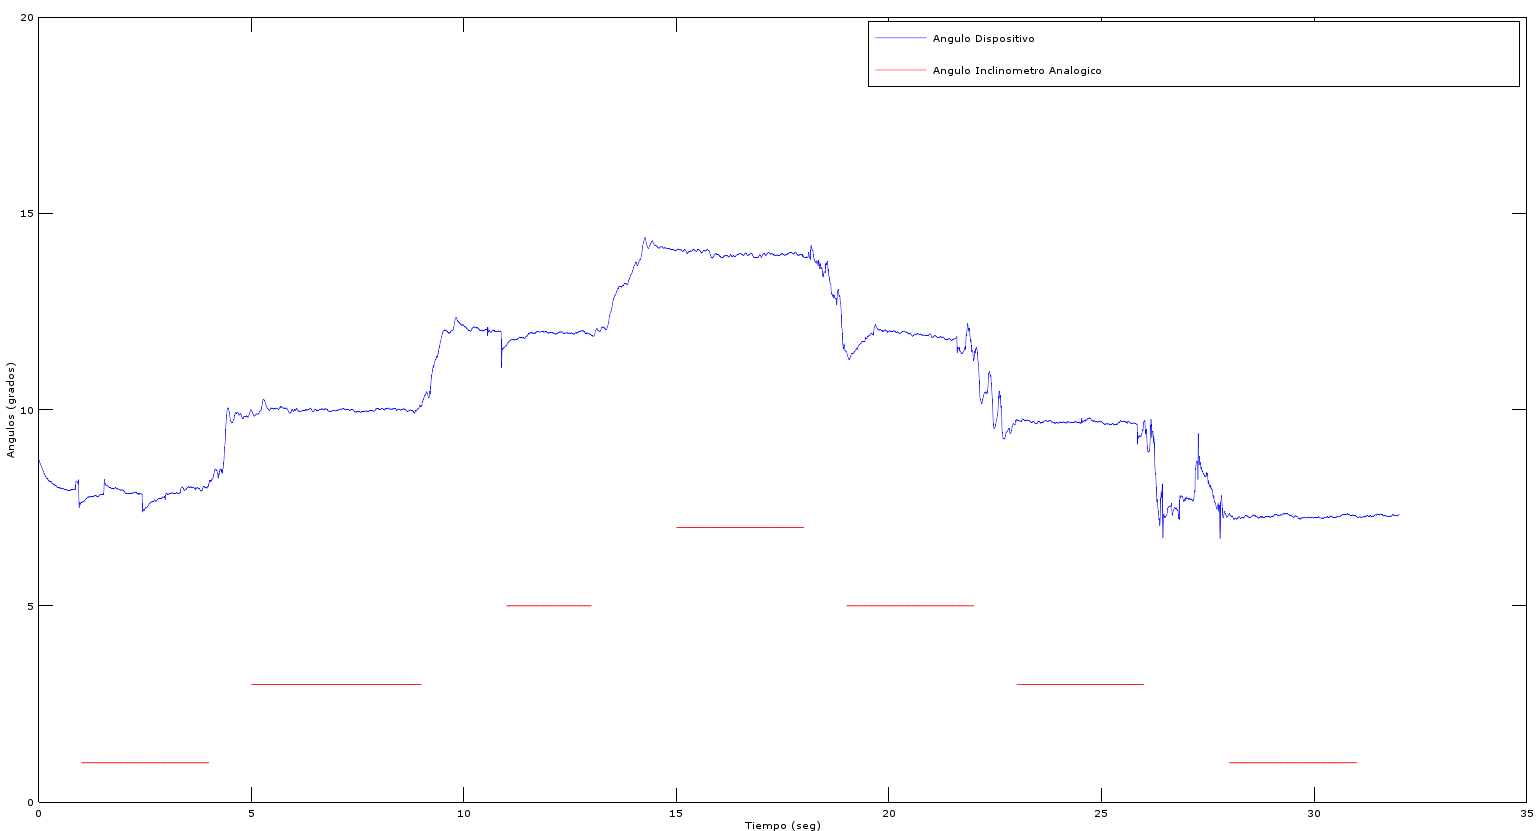 20
Angulo Dispositivo
Angulo Inclinometro Analogico
15
10
Angulos (grados)
5
0
0 5 10 15 20 25 30 35
Tiempo (seg)